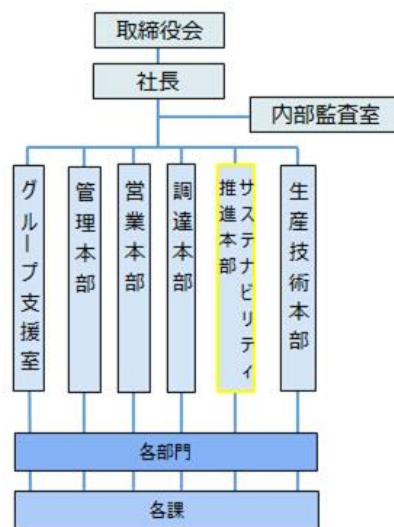 取締役会
社長
内部監査室
グループ支援室
管理本部
営業本部
調達本部
サステナビリティ
推進本部
生産技術本部
各部門
各課